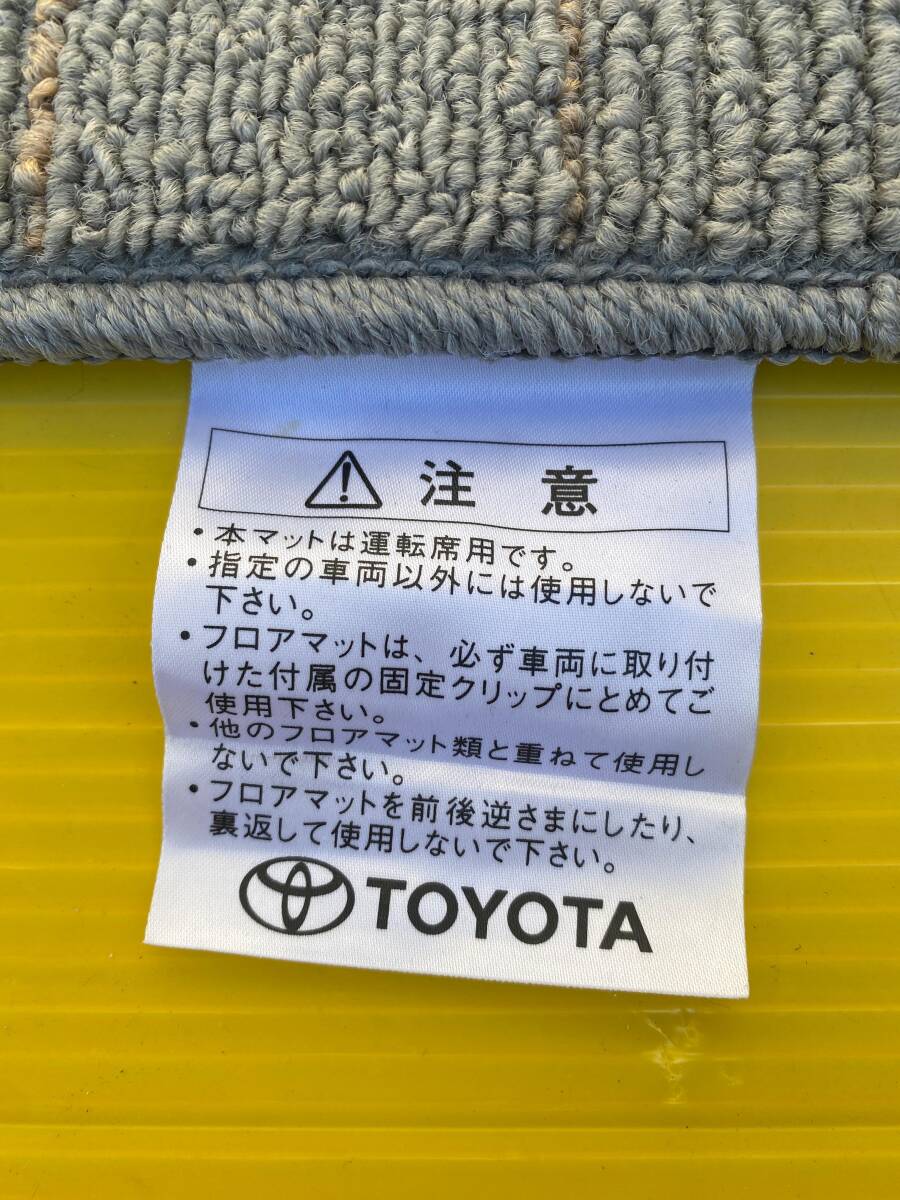 注意
・本マットは運転席用です。
・指定の車両以外には使用しないで
下さい。
・フロアマットは、必ず車両に取り付
けた付属の固定クリップにとめてご
使用下さい。
・他のフロアマット類と重ねて使用し
ないで下さい。
・フロアマットを前後逆さまにしたり、
裏返して使用しないで下さい。
TOYOTA